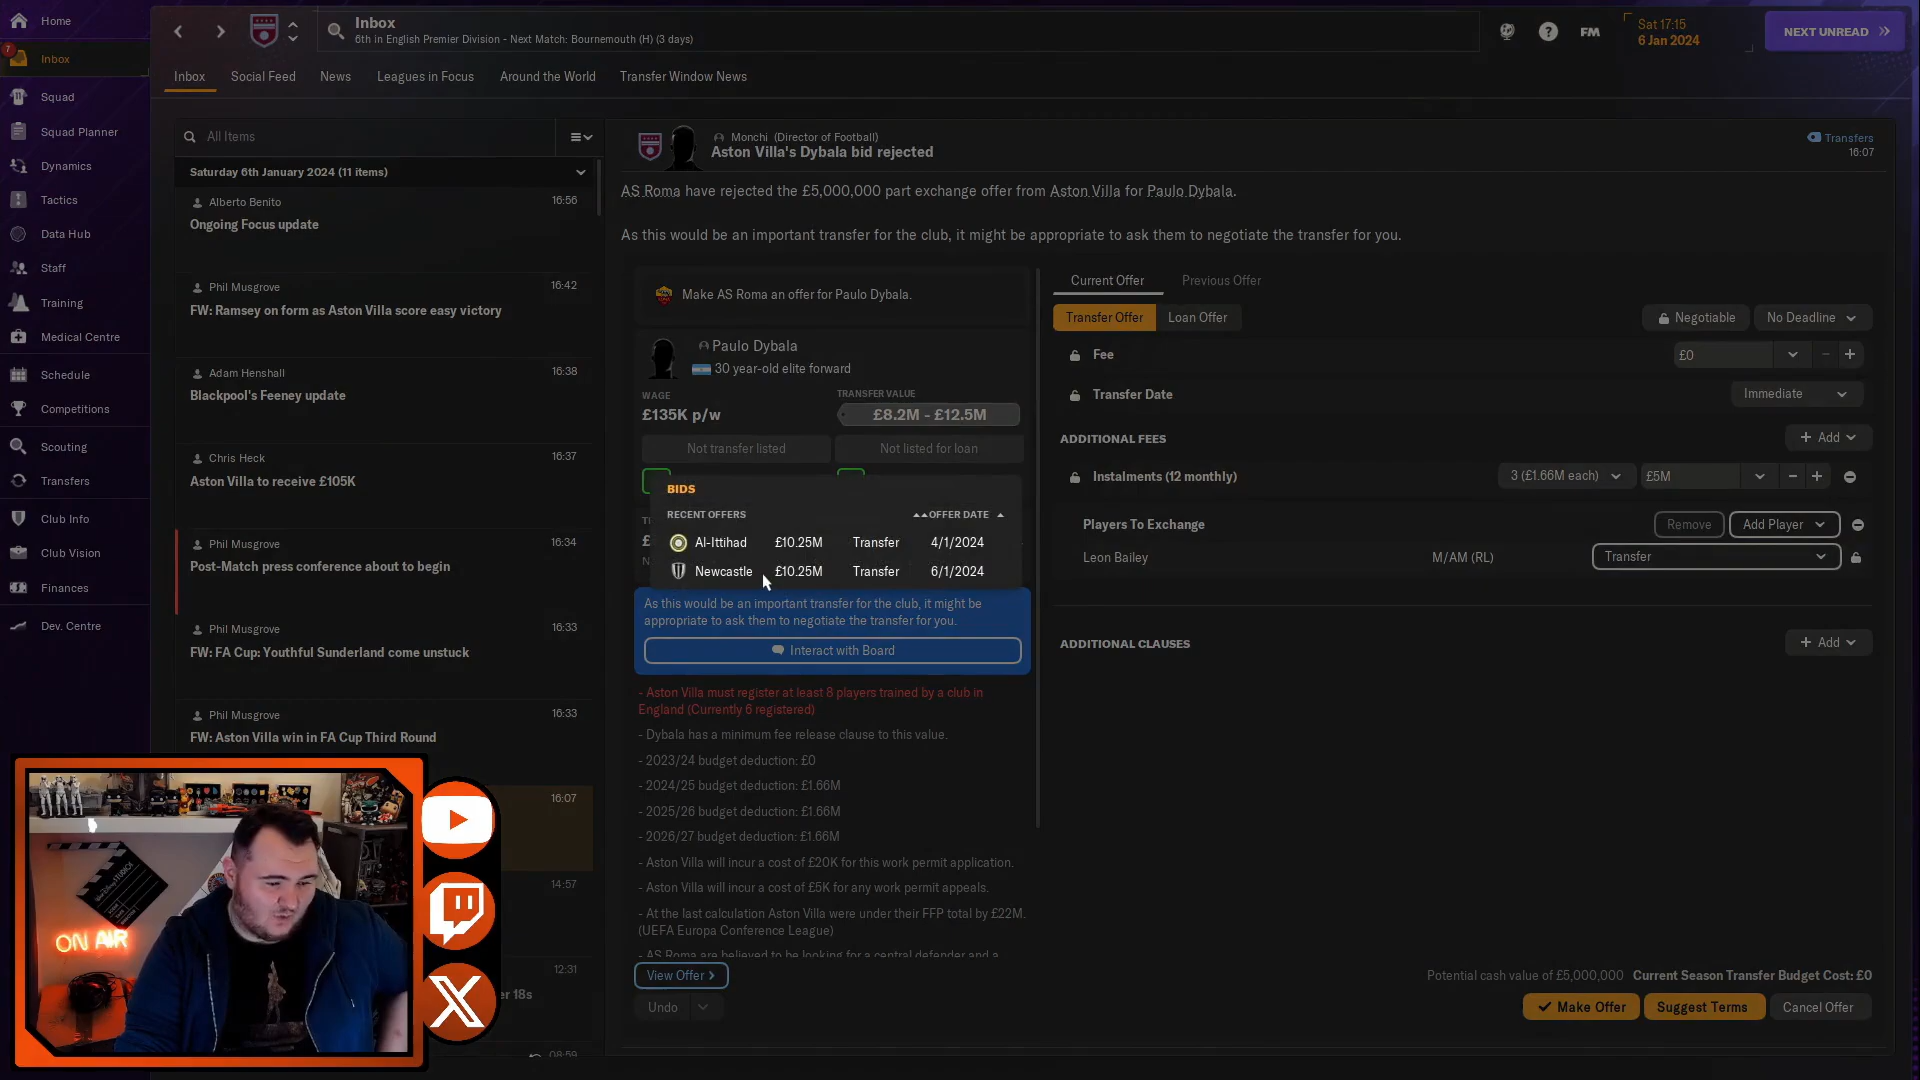 Home
7
Inbox
Squad
Squad Planner
Dynamics
Tactics
Data Hub
Staff
Training
Medical Centre
Schedule
Competitions
Scouting
Transfers
Club Info
Club Vision
Finances
Dev. Centre
Inbox
6th in English Premier Division - Next Match: Bournemouth (H) (3 days)
?
FM
Sat 17:15
6 Jan 2024
NEXT UNREAD
Inbox
Social Feed
News
Leagues in Focus
Around the World
Transfer Window News
All Items
Saturday 6th January 2024 (11 items)
Alberto Benito
16:56
Ongoing Focus update
Phil Musgrove
16:42
FW: Ramsey on form as Aston Villa score easy victory
Adam Henshall
16:38
Blackpool's Feeney update
Chris Heck
16:37
Aston Villa to receive £105K
Phil Musgrove
16:34
Post-Match press conference about to begin
Phil Musgrove
16:33
FW: FA Cup: Youthful Sunderland come unstuck
Phil Musgrove
16:33
FW: Aston Villa win in FA Cup Third Round
16:07
14:57
12:31
er 18s
08:59
Monchi (Director of Football)
Aston Villa's Dybala bid rejected
Transfers
16:07
AS Roma have rejected the £5,000,000 part exchange offer from Aston Villa for Paulo Dybala.
As this would be an important transfer for the club, it might be appropriate to ask them to negotiate the transfer for you.
Make AS Roma an offer for Paulo Dybala.
Paulo Dybala
30 year-old elite forward
WAGE
£135K p/w
TRANSFER VALUE
£8.2M - £12.5M
Not transfer listed
Not listed for loan
BIDS
RECENT OFFERS
OFFER DATE
Al-Ittihad £10.25M Transfer 4/1/2024
Newcastle £10.25M Transfer 6/1/2024
As this would be an important transfer for the club, it might be
appropriate to ask them to negotiate the transfer for you.
Interact with Board
- Aston Villa must register at least 8 players trained by a club in
England (Currently 6 registered)
- Dybala has a minimum fee release clause to this value.
- 2023/24 budget deduction: £0
- 2024/25 budget deduction: £1.66M
- 2025/26 budget deduction: £1.66M
- 2026/27 budget deduction: £1.66M
- Aston Villa will incur a cost of £20K for this work permit application.
- Aston Villa will incur a cost of £5K for any work permit appeals.
- At the last calculation Aston Villa were under their FFP total by £22M.
(UEFA Europa Conference League)
- AS Roma are believed to be looking for a central defender and a
View Offer
Undo
Current Offer
Previous Offer
Transfer Offer
Loan Offer
Negotiable
No Deadline
Fee
£0
Transfer Date
Immediate
ADDITIONAL FEES
Add
Instalments (12 monthly)
3 (£1.66M each)
£5M
Players To Exchange
Remove
Add Player
Leon Bailey
M/AM (RL)
Transfer
ADDITIONAL CLAUSES
Add
Potential cash value of £5,000,000 Current Season Transfer Budget Cost: £0
Make Offer
Suggest Terms
Cancel Offer
ON AIR